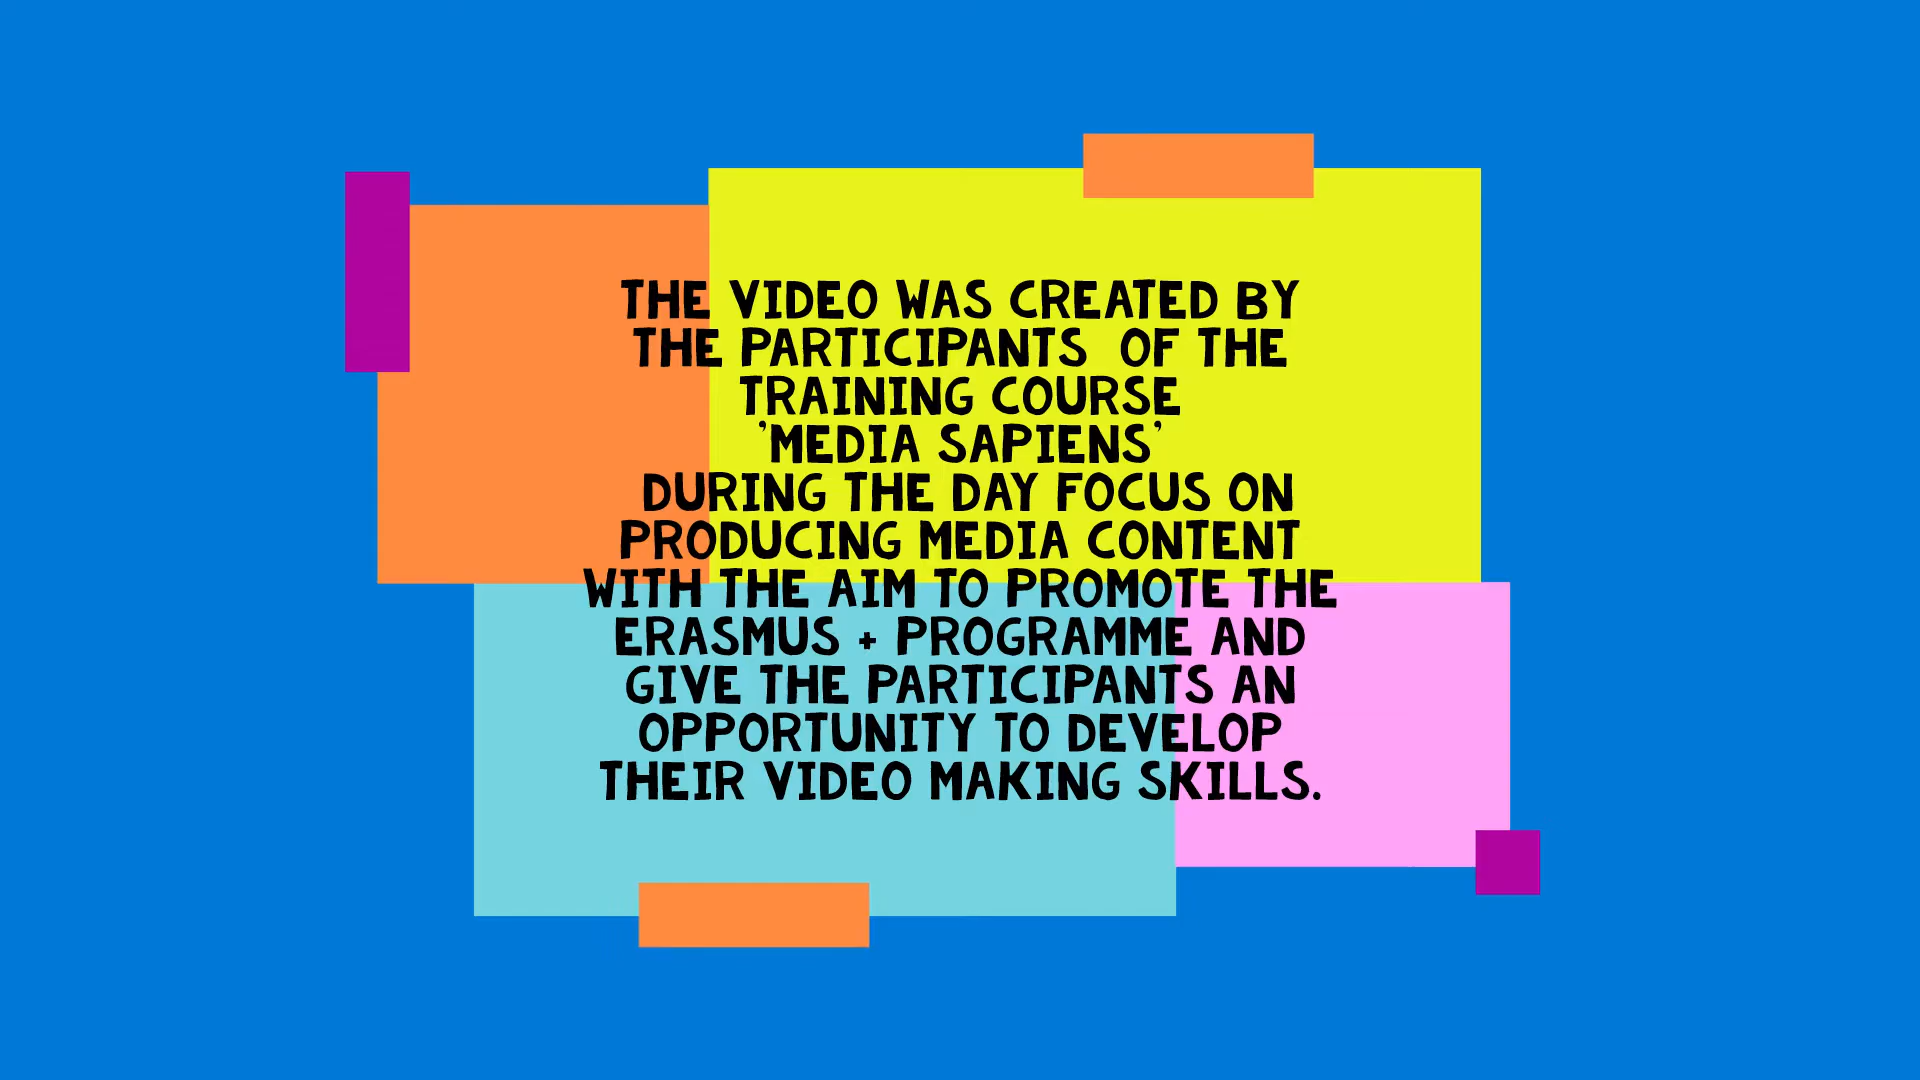 THE VIDEO WAS CREATED BY
THE PARTICIPANTS OF THE
TRAINING COURSE
'MEDIA SAPIENS'
DURING THE DAY FOCUS ON
PRODUCING MEDIA CONTENT
WITH THE AIM TO PROMOTE THE
ERASMUS + PROGRAMME AND
GIVE THE PARTICIPANTS AN
OPPORTUNITY TO DEVELOP
THEIR VIDEO MAKING SKILLS.